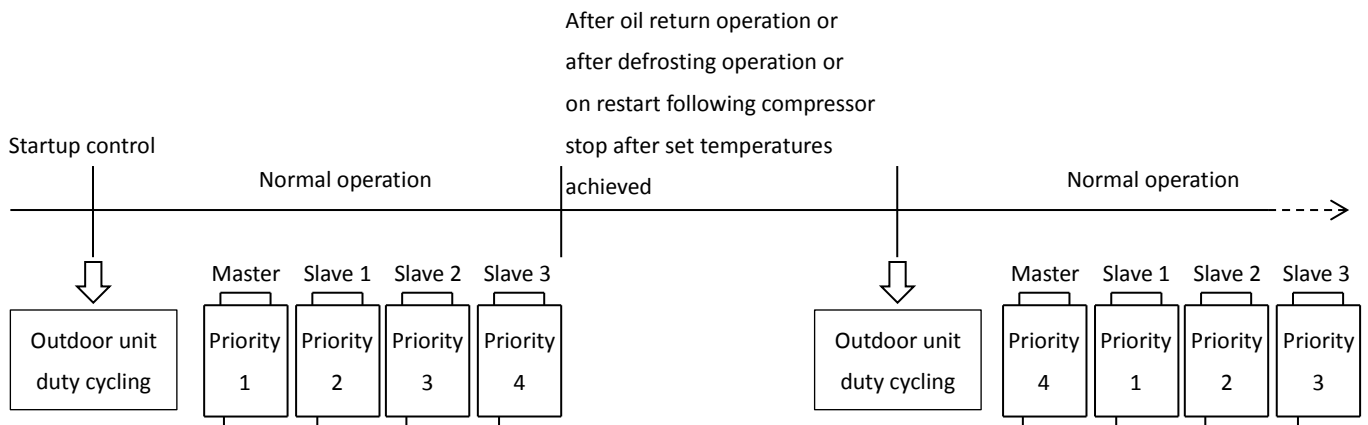 After oil return operation or
after defrosting operation or
on restart following compressor
stop after set temperatures
achieved
Startup control
Normal operation
Normal operation
Master Slave 1 Slave 2 Slave 3
Master Slave 1 Slave 2 Slave 3
Outdoor unit
duty cycling
Priority Priority Priority Priority
1 2 3 4
Outdoor unit
duty cycling
Priority Priority Priority Priority
4 1 2 3